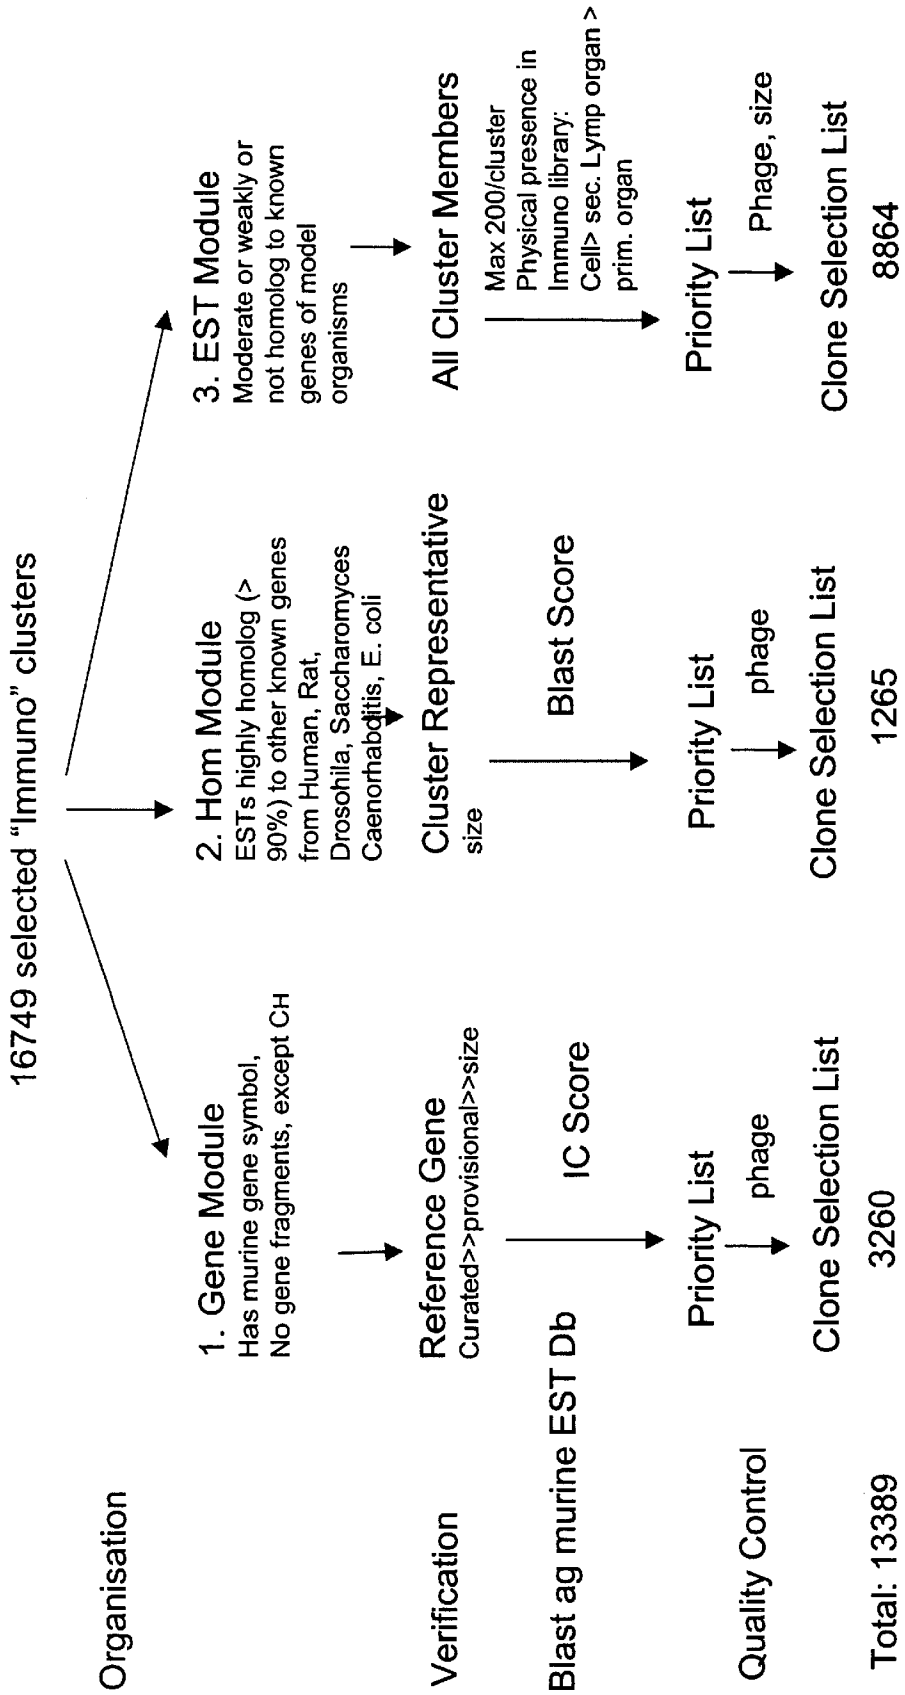 16749 selected “Immuno” clusters
Organisation
1. Gene Module
Has murine gene symbol,
No gene fragments, except CH
2. Hom Module
ESTs highly homolog (>
90%) to other known genes
from Human, Rat,
Drosohila, Saccharomyces
Caenorhabditis, E. coli
3. EST Module
Moderate or weakly or
not homolog to known
genes of model
organisms
Verification
Reference Gene
Curated>>provisional>>size
Cluster Representative
size
All Cluster Members
Max 200/cluster
Physical presence in
Immuno library:
Cell> sec. Lymp organ >
prim. organ
Blast ag murine EST Db
IC Score
Blast Score
Quality Control
Priority List
phage
Clone Selection List
Priority List
phage
Clone Selection List
Priority List
Phage, size
Clone Selection List
Total: 13389
3260
1265
8864